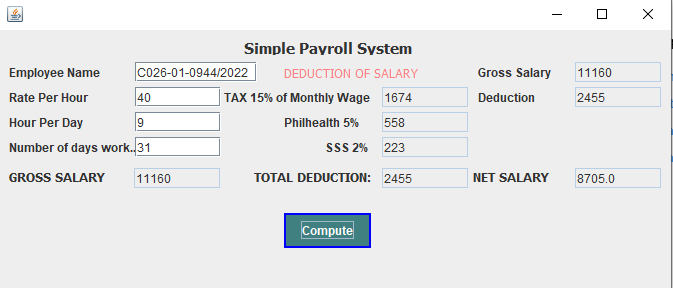 Simple Payroll System
Employee Name C026-01-0944/2022 DEDUCTION OF SALARY Gross Salary 11160
Rate Per Hour 40 TAX 15% of Monthly Wage 1674 Deduction 2455
Hour Per Day 9 Philhealth 5% 558
Number of days work... 31 SSS 2% 223
GROSS SALARY 11160 TOTAL DEDUCTION: 2455 NET SALARY 8705.0
Compute